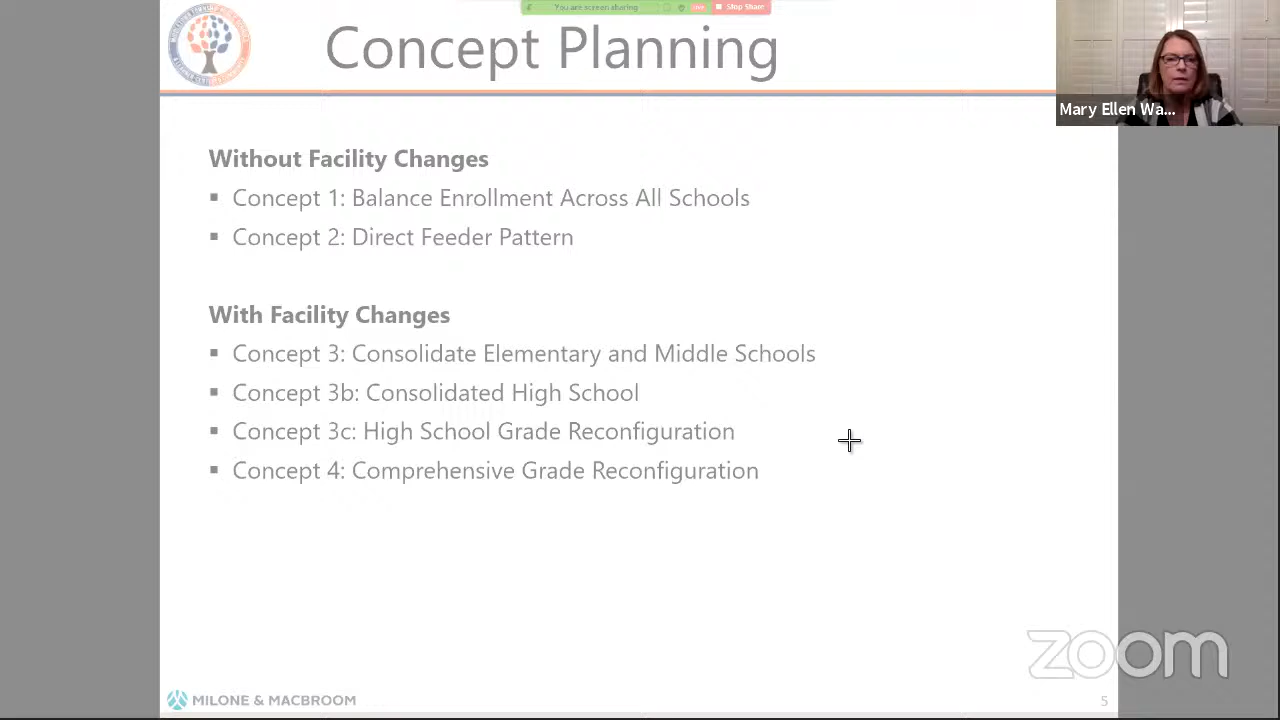 You are screen sharing
LIVE
Stop Share
Concept Planning
Mary Ellen Wa...
Without Facility Changes
▪ Concept 1: Balance Enrollment Across All Schools
▪ Concept 2: Direct Feeder Pattern
With Facility Changes
▪ Concept 3: Consolidate Elementary and Middle Schools
▪ Concept 3b: Consolidated High School
▪ Concept 3c: High School Grade Reconfiguration
▪ Concept 4: Comprehensive Grade Reconfiguration
zoom
MILONE & MACBROOM
5